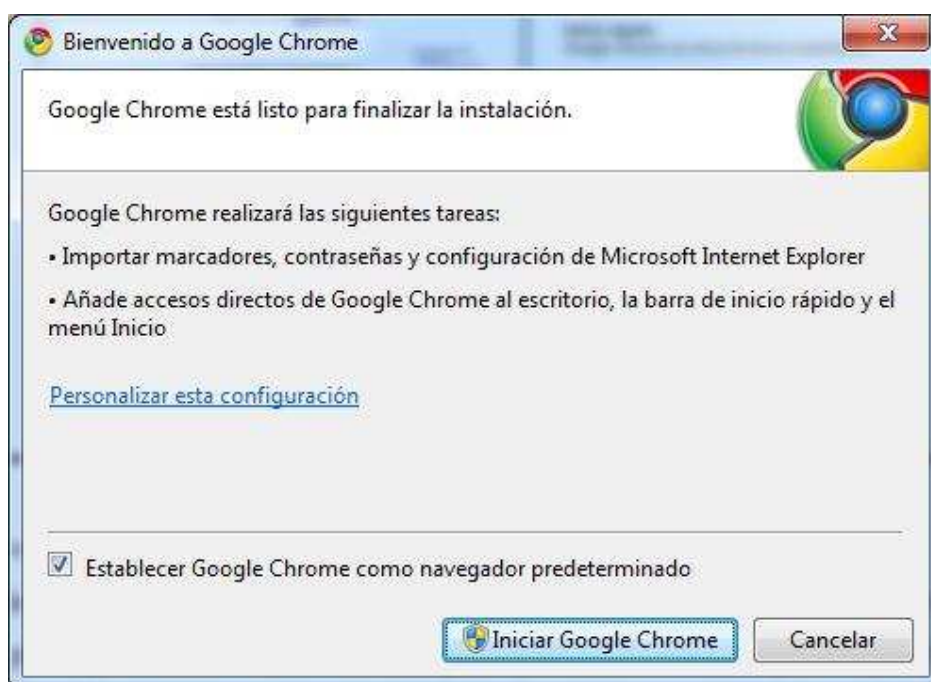 Bienvenido a Google Chrome
Google Chrome está listo para finalizar la instalación.
Google Chrome realizará las siguientes tareas:
• Importar marcadores, contraseñas y configuración de Microsoft Internet Explorer
• Añade accesos directos de Google Chrome al escritorio, la barra de inicio rápido y el
menú Inicio
Personalizar esta configuración
Establecer Google Chrome como navegador predeterminado
Iniciar Google Chrome
Cancelar